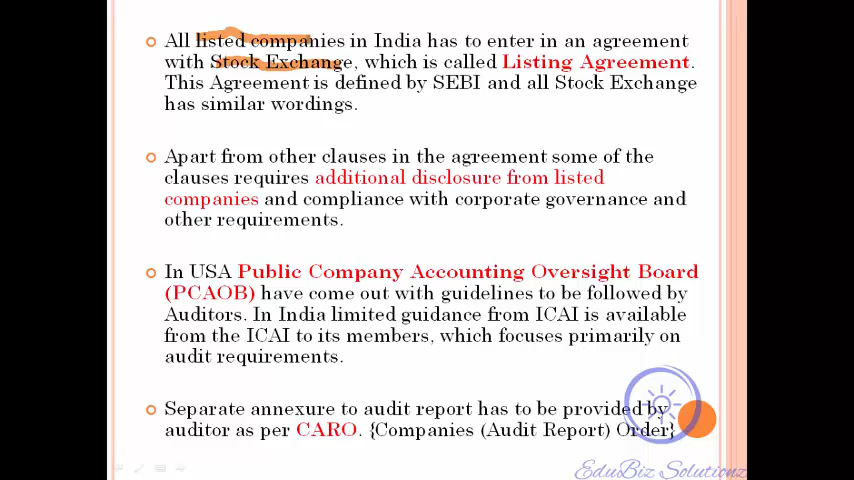 All listed companies in India has to enter in an agreement
with Stock Exchange, which is called Listing Agreement.
This Agreement is defined by SEBI and all Stock Exchange
has similar wordings.
Apart from other clauses in the agreement some of the
clauses requires additional disclosure from listed
companies and compliance with corporate governance and
other requirements.
In USA Public Company Accounting Oversight Board
(PCAOB) have come out with guidelines to be followed by
Auditors. In India limited guidance from ICAI is available
from the ICAI to its members, which focuses primarily on
audit requirements.
Separate annexure to audit report has to be provided by
auditor as per CARO. {Companies (Audit Report) Order}
EduBiz Solutionz